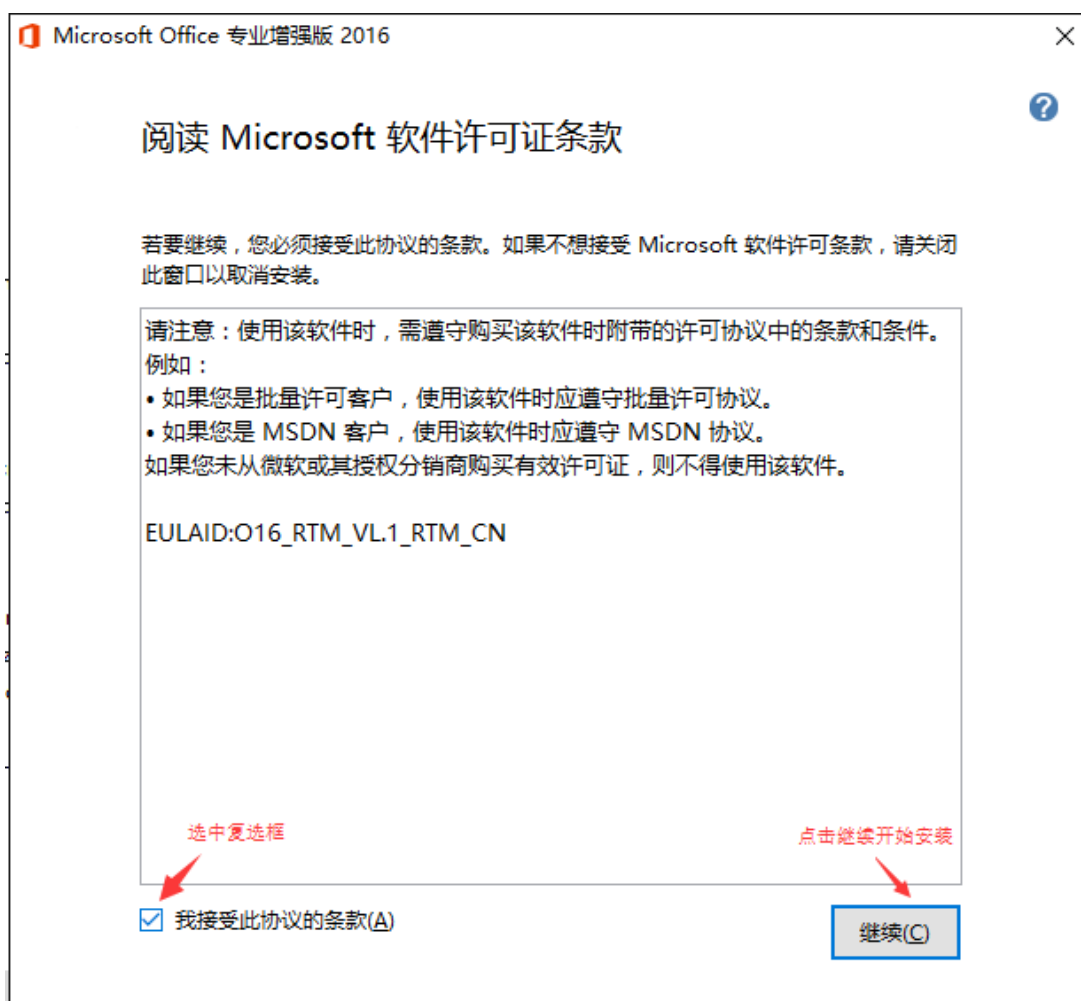 Microsoft Office 专业增强版 2016
阅读 Microsoft 软件许可证条款
若要继续，您必须接受此协议的条款。如果不想接受 Microsoft 软件许可条款，请关闭
此窗口以取消安装。
请注意：使用该软件时，需遵守购买该软件时附带的许可协议中的条款和条件。
例如：
• 如果您是批量许可客户，使用该软件时应遵守批量许可协议。
• 如果您是 MSDN 客户，使用该软件时应遵守 MSDN 协议。
如果您未从微软或其授权分销商购买有效许可证，则不得使用该软件。
EULAID:O16_RTM_VL.1_RTM_CN
选中复选框
点击继续开始安装
我接受此协议的条款(A)
继续(C)